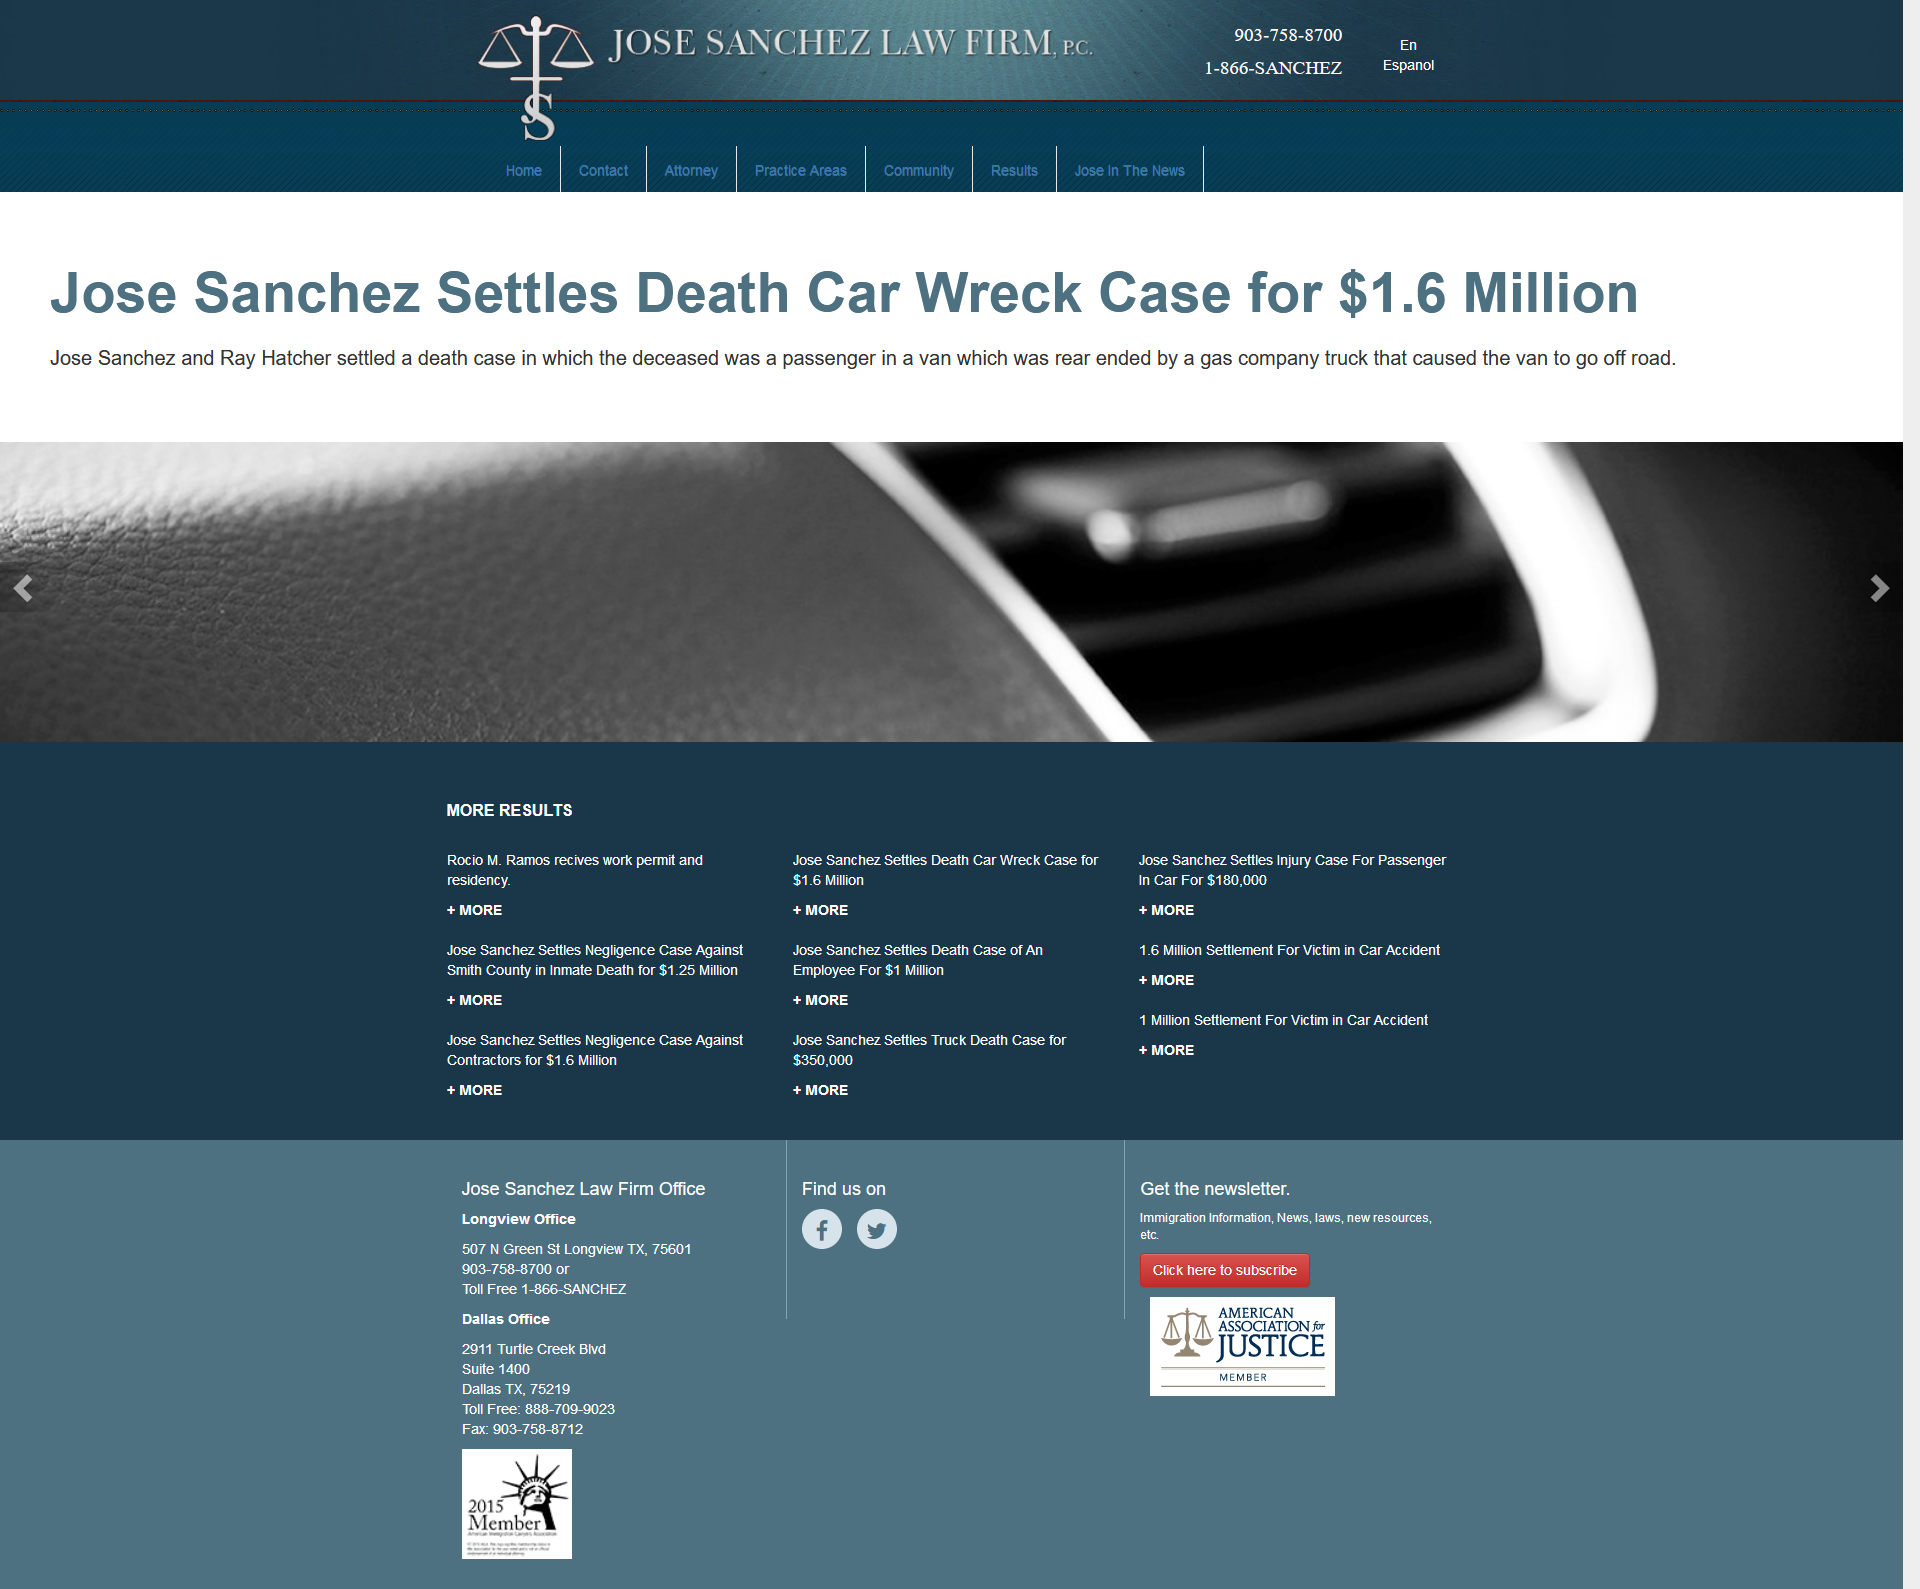 JOSE SANCHEZ LAW FIRM, P.C.
903-758-8700
1-866-SANCHEZ
En
Espanol
JS
Home
Contact
Attorney
Practice Areas
Community
Results
Jose In The News
Jose Sanchez Settles Death Car Wreck Case for $1.6 Million
Jose Sanchez and Ray Hatcher settled a death case in which the deceased was a passenger in a van which was rear ended by a gas company truck that caused the van to go off road.
MORE RESULTS
Rocio M. Ramos recives work permit and
residency.
+ MORE
Jose Sanchez Settles Negligence Case Against
Smith County in Inmate Death for $1.25 Million
+ MORE
Jose Sanchez Settles Negligence Case Against
Contractors for $1.6 Million
+ MORE
Jose Sanchez Settles Death Car Wreck Case for
$1.6 Million
+ MORE
Jose Sanchez Settles Death Case of An
Employee For $1 Million
+ MORE
Jose Sanchez Settles Truck Death Case for
$350,000
+ MORE
Jose Sanchez Settles Injury Case For Passenger
In Car For $180,000
+ MORE
1.6 Million Settlement For Victim in Car Accident
+ MORE
1 Million Settlement For Victim in Car Accident
+ MORE
Jose Sanchez Law Firm Office
Longview Office
507 N Green St Longview TX, 75601
903-758-8700 or
Toll Free 1-866-SANCHEZ
Dallas Office
2911 Turtle Creek Blvd
Suite 1400
Dallas TX, 75219
Toll Free: 888-709-9023
Fax: 903-758-8712
2015
Member
American Immigration Lawyers Association
Find us on
Get the newsletter.
Immigration Information, News, laws, new resources,
etc.
Click here to subscribe
AMERICAN
ASSOCIATION for
JUSTICE
MEMBER